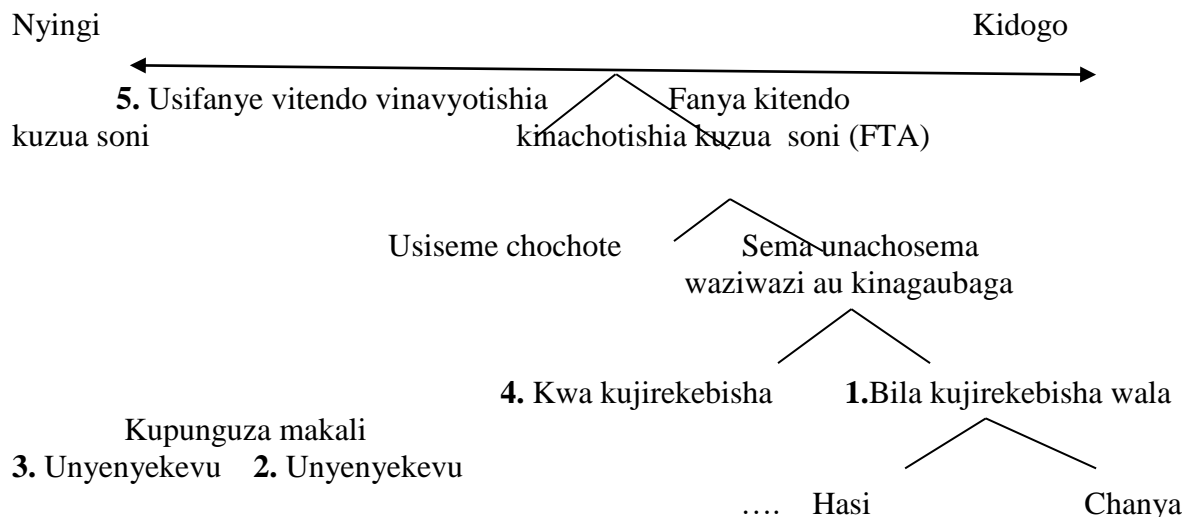 Nyingi Kidogo
5. Usifanye vitendo vinavyotishia Fanya kitendo
kuzua soni kinachotishia kuzua soni (FTA)
Usiseme chochote Sema unachosema
waziwazi au kinagaubaga
4. Kwa kujirekebisha 1.Bila kujirekebisha wala
Kupunguza makali
3. Unyenyekevu 2. Unyenyekevu
…. Hasi Chanya